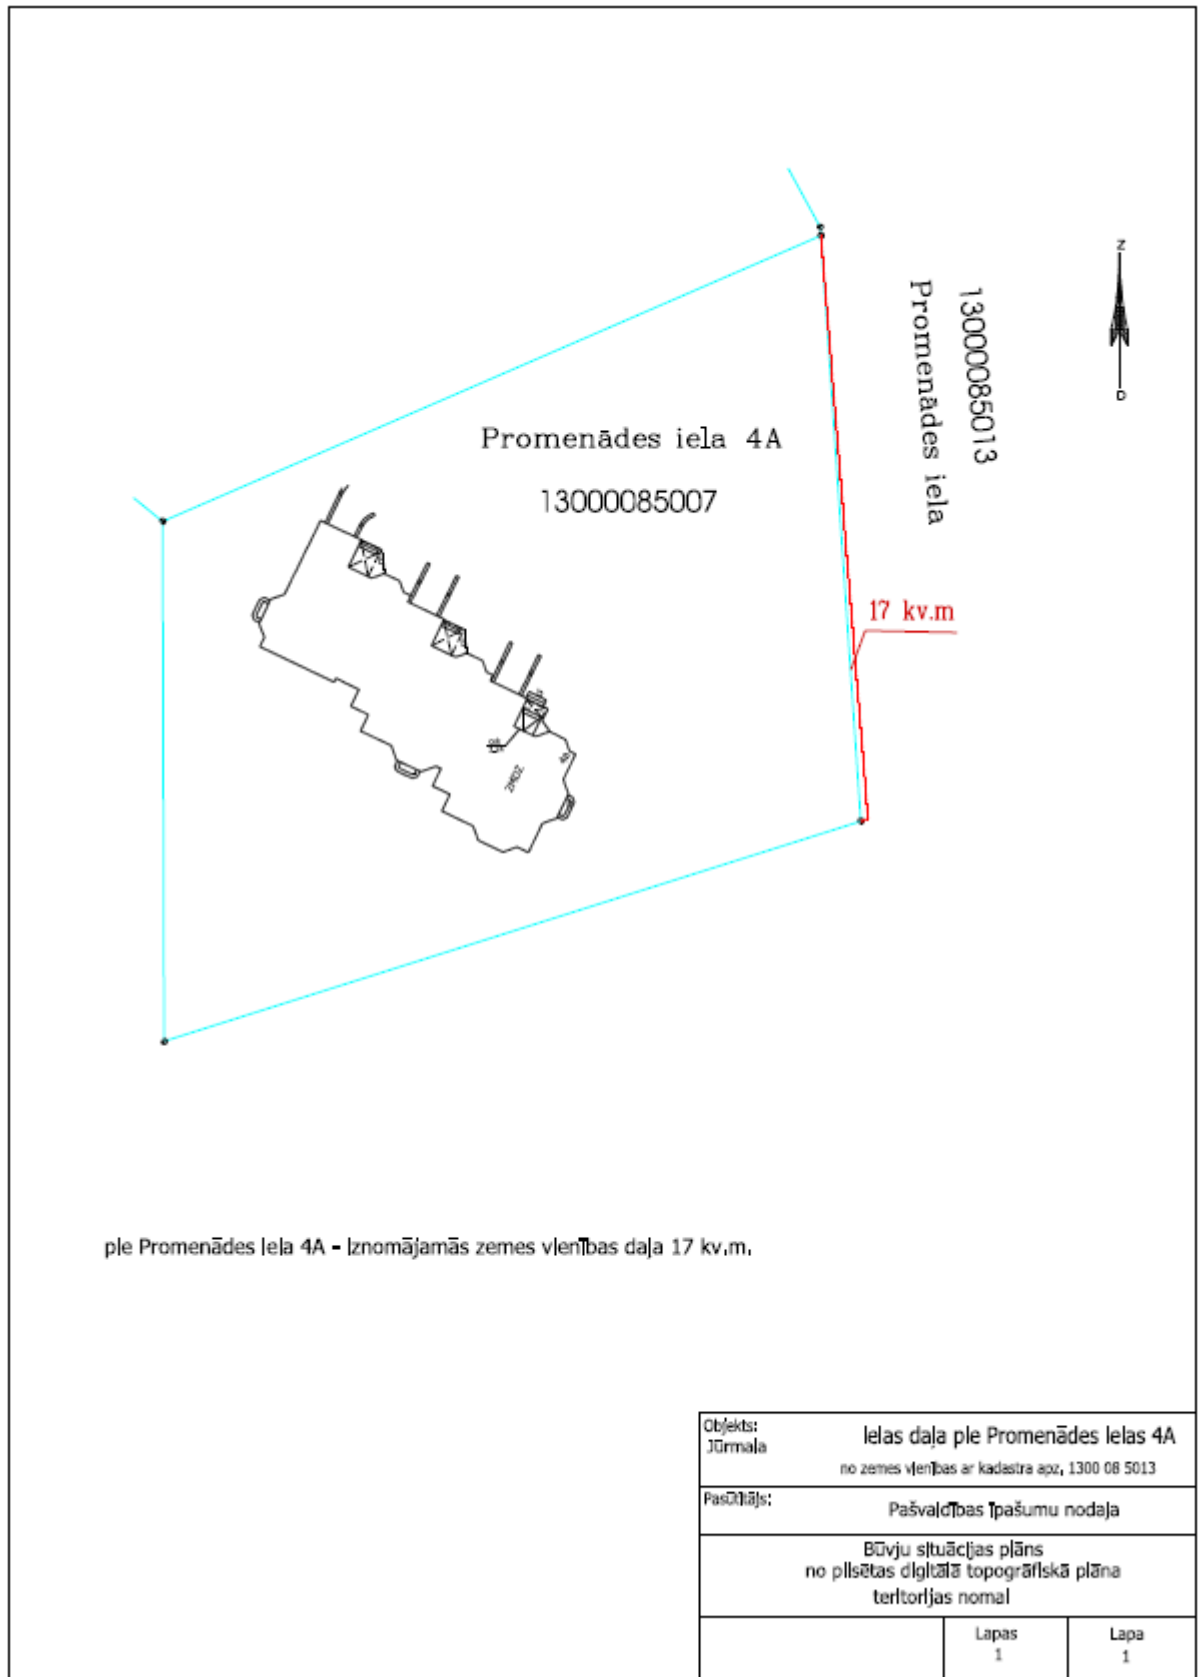 Z
D
13000085013
Promenādes iela
Promenādes iela 4A
13000085007
17 kv.m
pie Promenādes iela 4A - Iznomājamās zemes vienības daļa 17 kv.m.
Objekts:
Jūrmala
Ielas daļa pie Promenādes ielas 4A
no zemes vienības ar kadastra apz. 1300 08 5013
Pasūtītājs:
Pašvaldības īpašumu nodaļa
Būvju situācijas plāns
no pilsētas digitālā topogrāfiskā plāna
teritorijas nomai
Lapas
1
Lapa
1